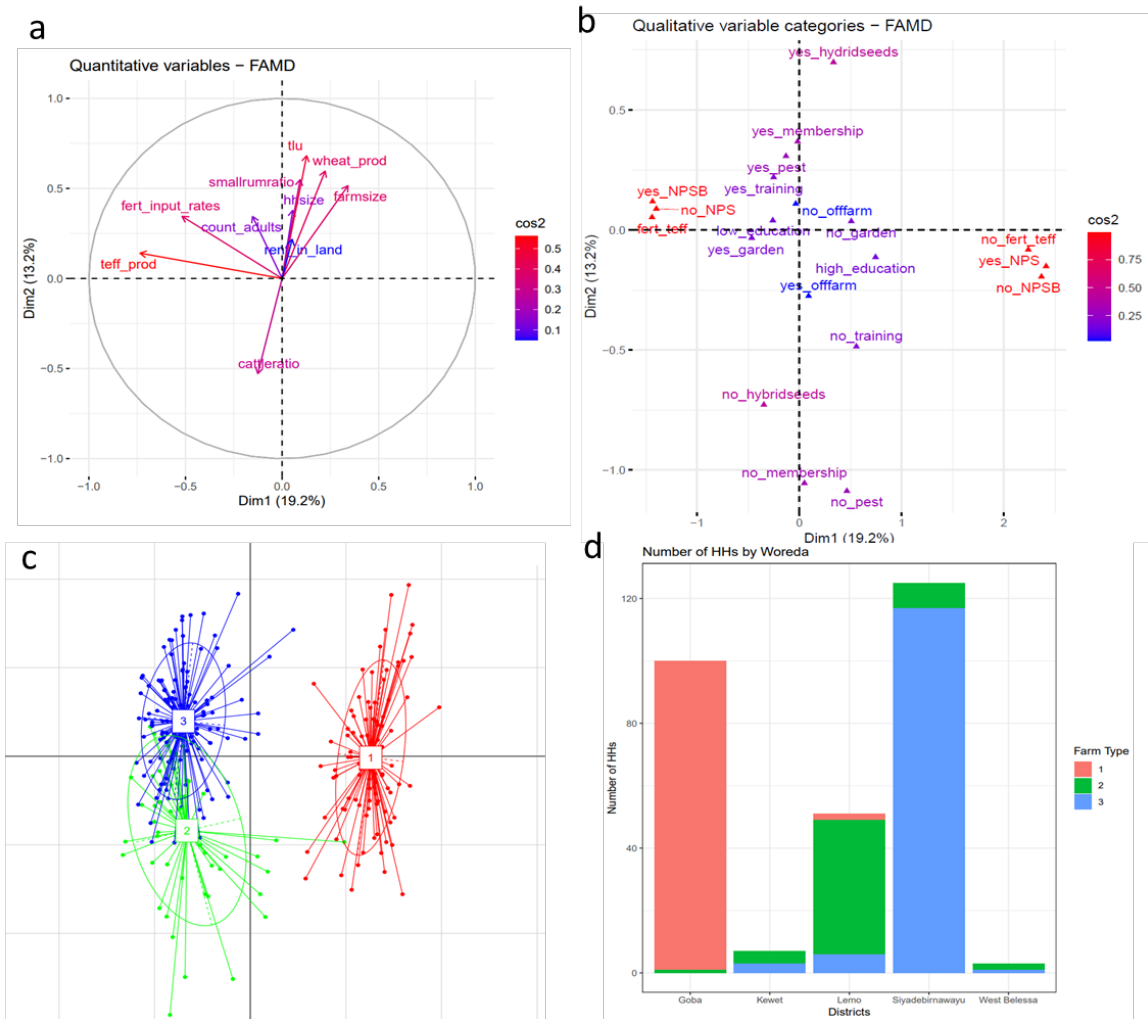 a
Quantitative variables – FAMD
1.0
0.5
0.0
−0.5
−1.0
Dim2 (13.2%)
tlu
wheat_prod
smallrumratio
hhsize
farmsize
fert_input_rates
count_adults
teff_prod
cattleratio
−1.0
−0.5
0.0
0.5
1.0
Dim1 (19.2%)
cos2
0.5
0.4
0.3
0.2
0.1
b
Qualitative variable categories – FAMD
0.5
0.0
−0.5
−1.0
Dim2 (13.2%)
yes_hydridseeds
yes_membership
yes_pest
yes_training
yes_NPSB
no_NPS
fert_teff
no_offfarm
low_education
no_garden
yes_garden
no_fert_teff
yes_NPS
no_NPSB
high_education
yes_offfarm
no_training
no_hybridseeds
no_membership
no_pest
−1
0
1
2
Dim1 (19.2%)
cos2
0.75
0.50
0.25
c
3
1
2
d
Number of HHs by Woreda
120
80
40
0
Number of HHs
Goba
Kewet
Lemo
Siyadebirnawayu
West Belessa
Districts
Farm Type
1
2
3